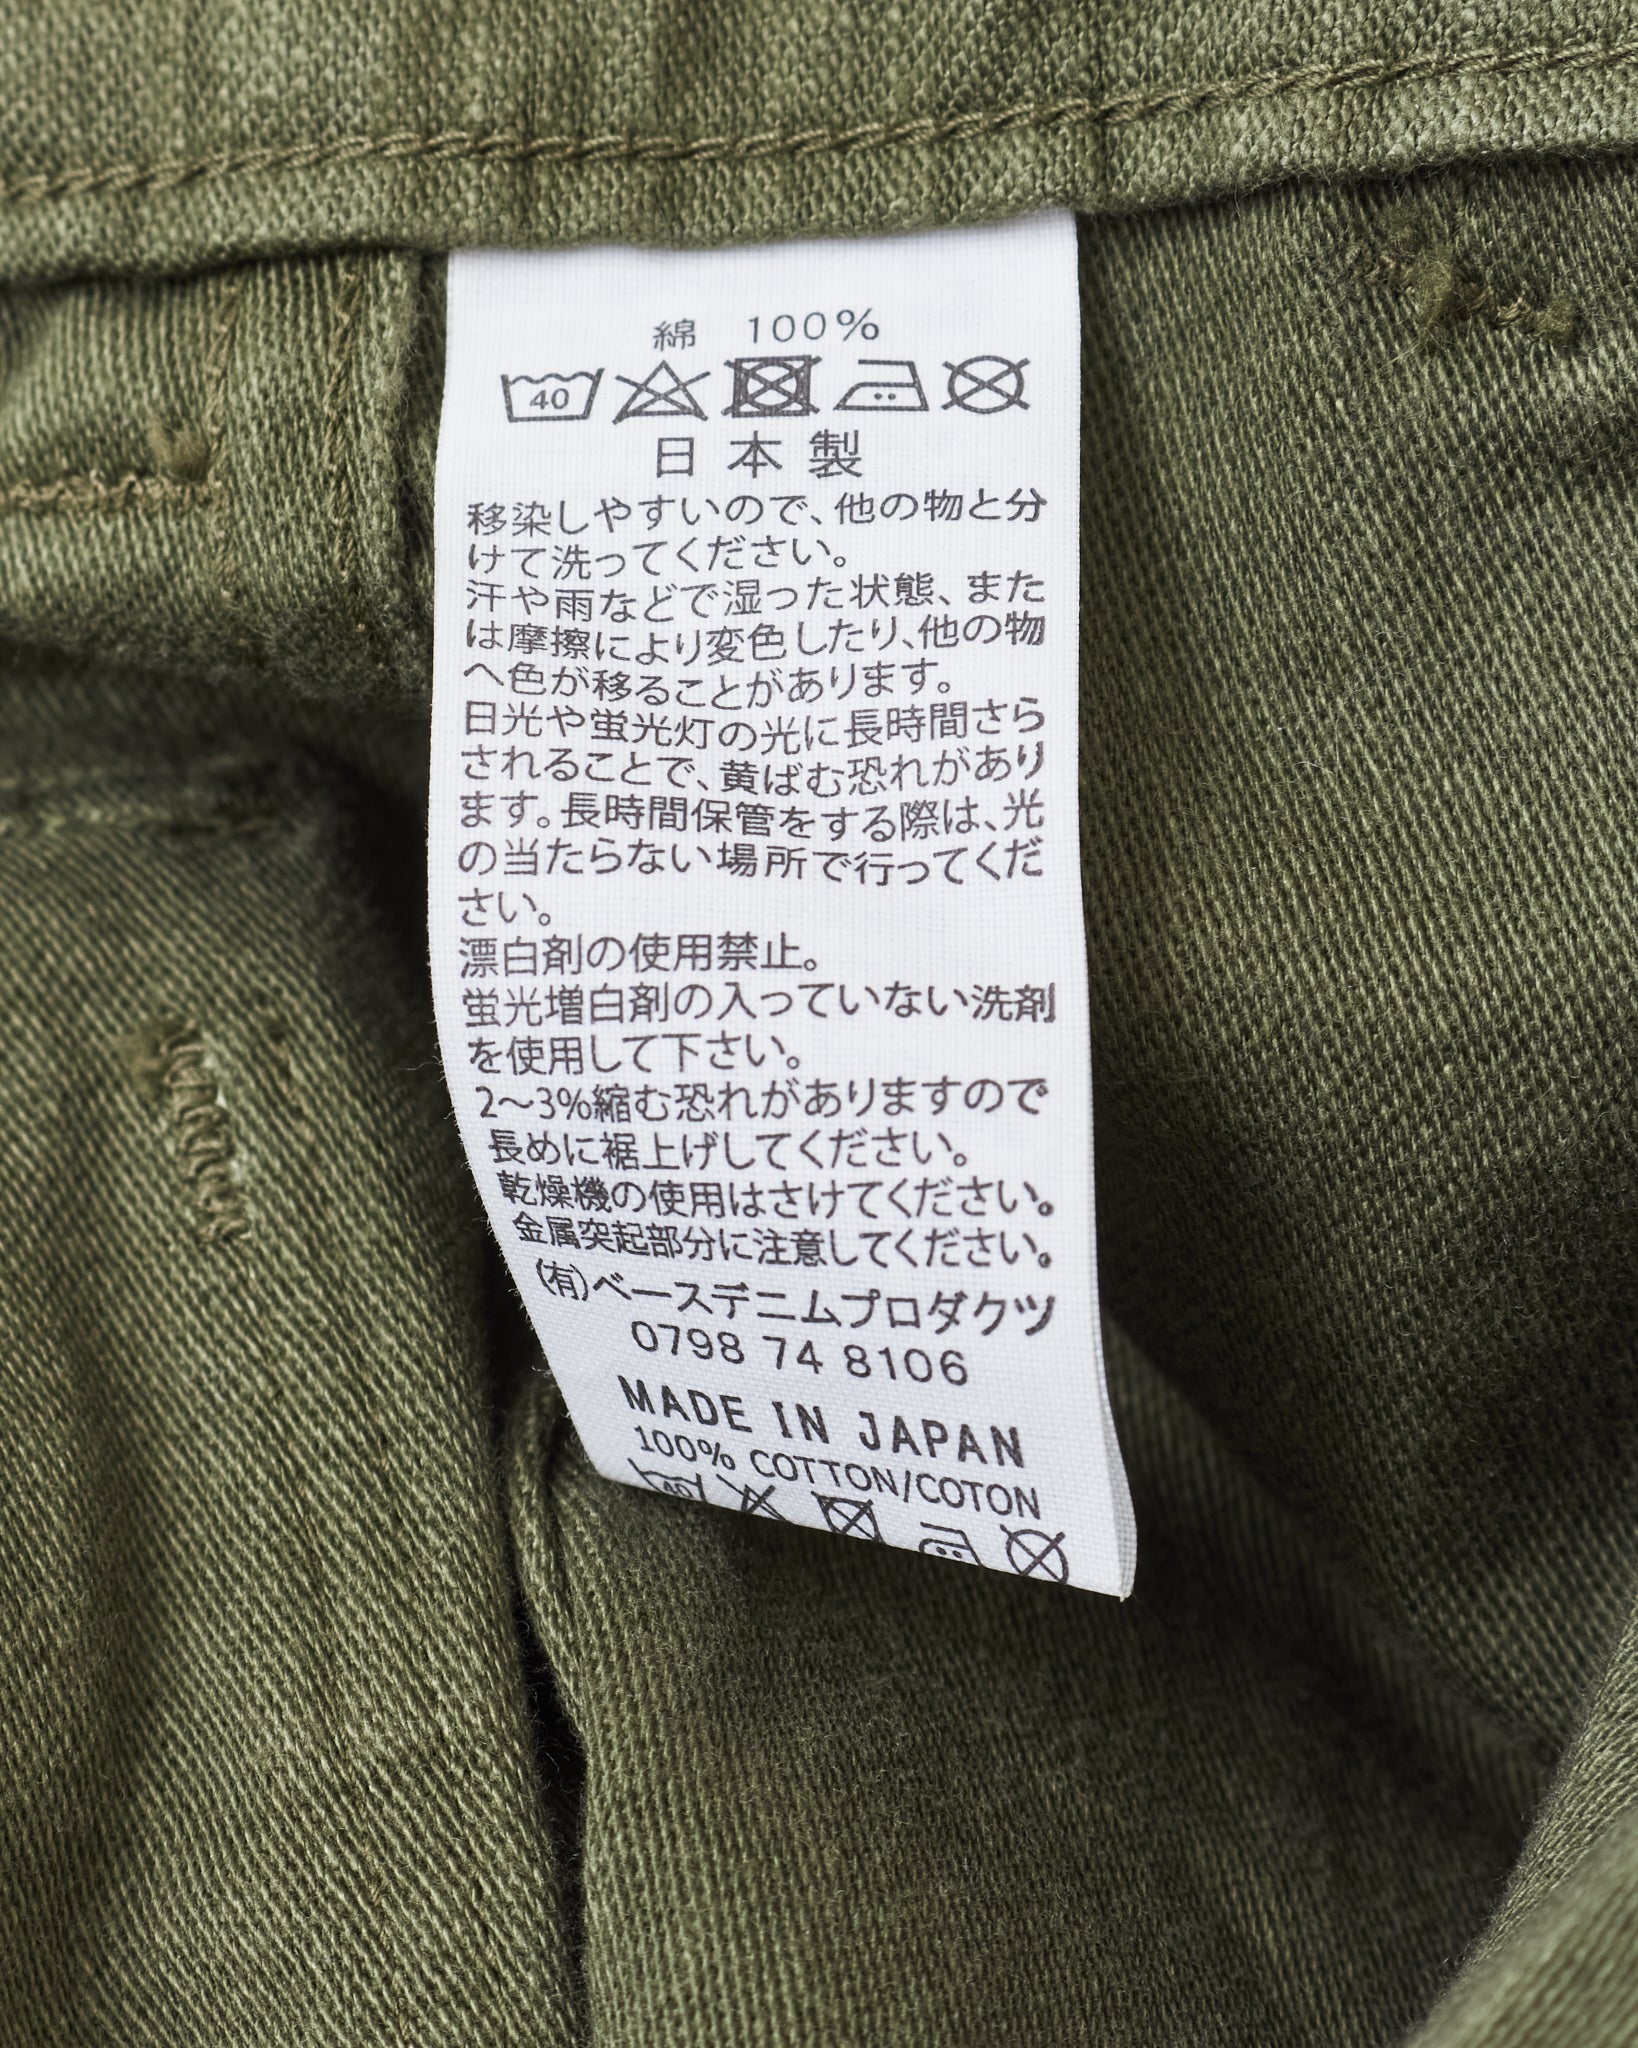 綿 100%
40
日本製
移染しやすいので、他の物と分
けて洗ってください。
汗や雨などで湿った状態、また
は摩擦により変色したり、他の物
へ色が移ることがあります。
日光や蛍光灯の光に長時間さら
されることで、黄ばむ恐れがあり
ます。長時間保管をする際は、光
の当たらない場所で行ってくだ
さい。
漂白剤の使用禁止。
蛍光増白剤の入っていない洗剤
を使用して下さい。
2〜3%縮む恐れがありますので
長めに裾上げしてください。
乾燥機の使用はさけてください。
金属突起部分に注意してください。
(有)ベースデニムプロダクツ
0798 74 8106
MADE IN JAPAN
100% COTTON/COTON
40